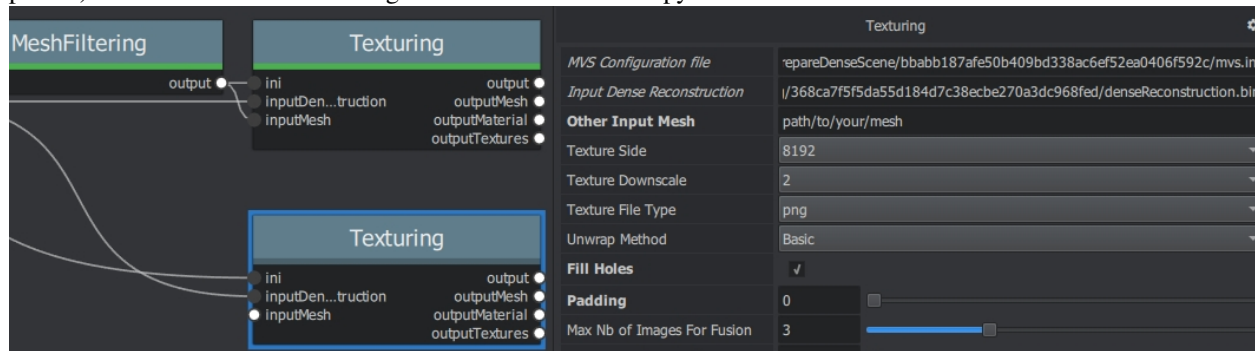 MeshFiltering
output
Texturing
ini
inputDen...truction
inputMesh
output
outputMesh
outputMaterial
outputTextures
Texturing
ini
inputDen...truction
inputMesh
output
outputMesh
outputMaterial
outputTextures
Texturing
MVS Configuration file repareDenseScene/bbabb187afe50b409bd338ac6ef52ea0406f592c/mvs.in
Input Dense Reconstruction /368ca7f5f5da55d184d7c38ecbe270a3dc968fed/denseReconstruction.bin
Other Input Mesh path/to/your/mesh
Texture Side 8192
Texture Downscale 2
Texture File Type png
Unwrap Method Basic
Fill Holes
Padding 0
Max Nb of Images For Fusion 3